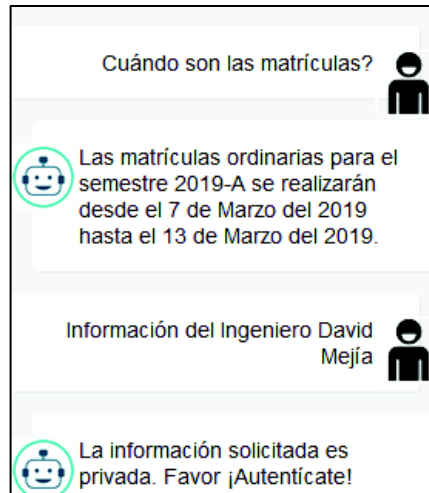 Cuándo son las matrículas?
Las matrículas ordinarias para el
semestre 2019-A se realizarán
desde el 7 de Marzo del 2019
hasta el 13 de Marzo del 2019.
Información del Ingeniero David
Mejía
La información solicitada es
privada. Favor ¡Autentícate!